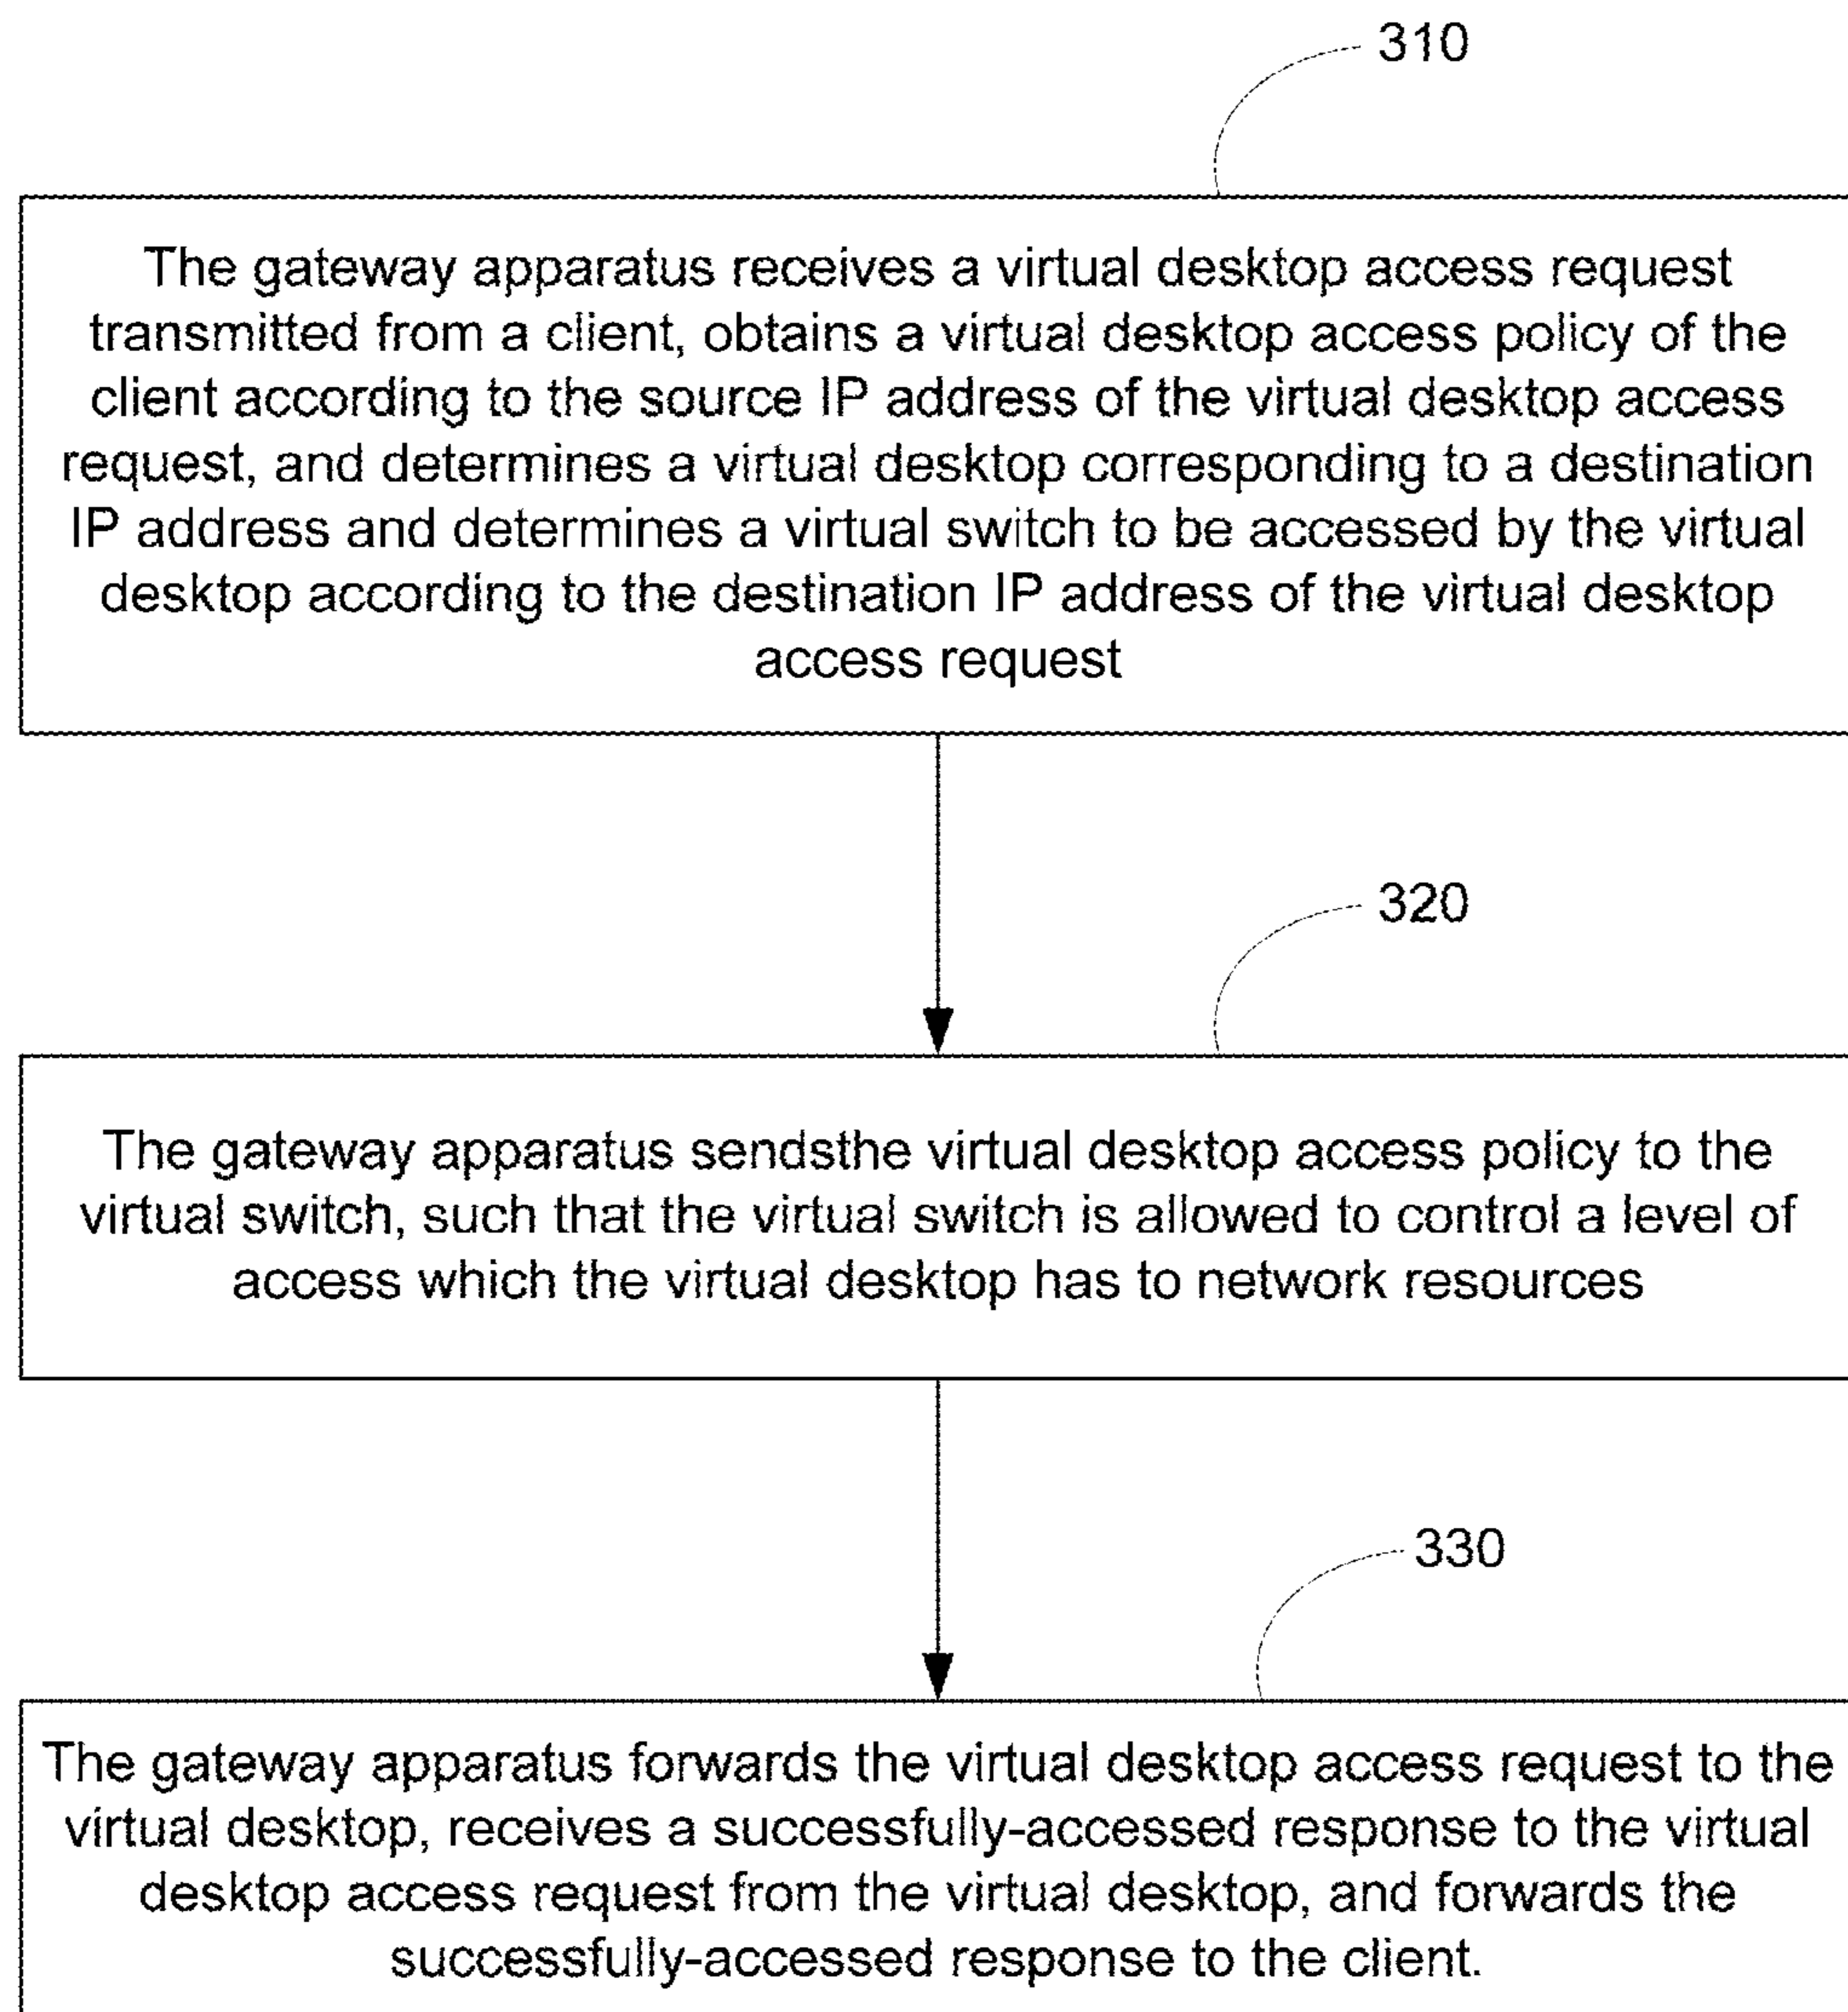 310
The gateway apparatus receives a virtual desktop access request
transmitted from a client, obtains a virtual desktop access policy of the
client according to the source IP address of the virtual desktop access
request, and determines a virtual desktop corresponding to a destination
IP address and determines a virtual switch to be accessed by the virtual
desktop according to the destination IP address of the virtual desktop
access request
320
The gateway apparatus sendsthe virtual desktop access policy to the
virtual switch, such that the virtual switch is allowed to control a level of
access which the virtual desktop has to network resources
330
The gateway apparatus forwards the virtual desktop access request to the
virtual desktop, receives a successfully-accessed response to the virtual
desktop access request from the virtual desktop, and forwards the
successfully-accessed response to the client.